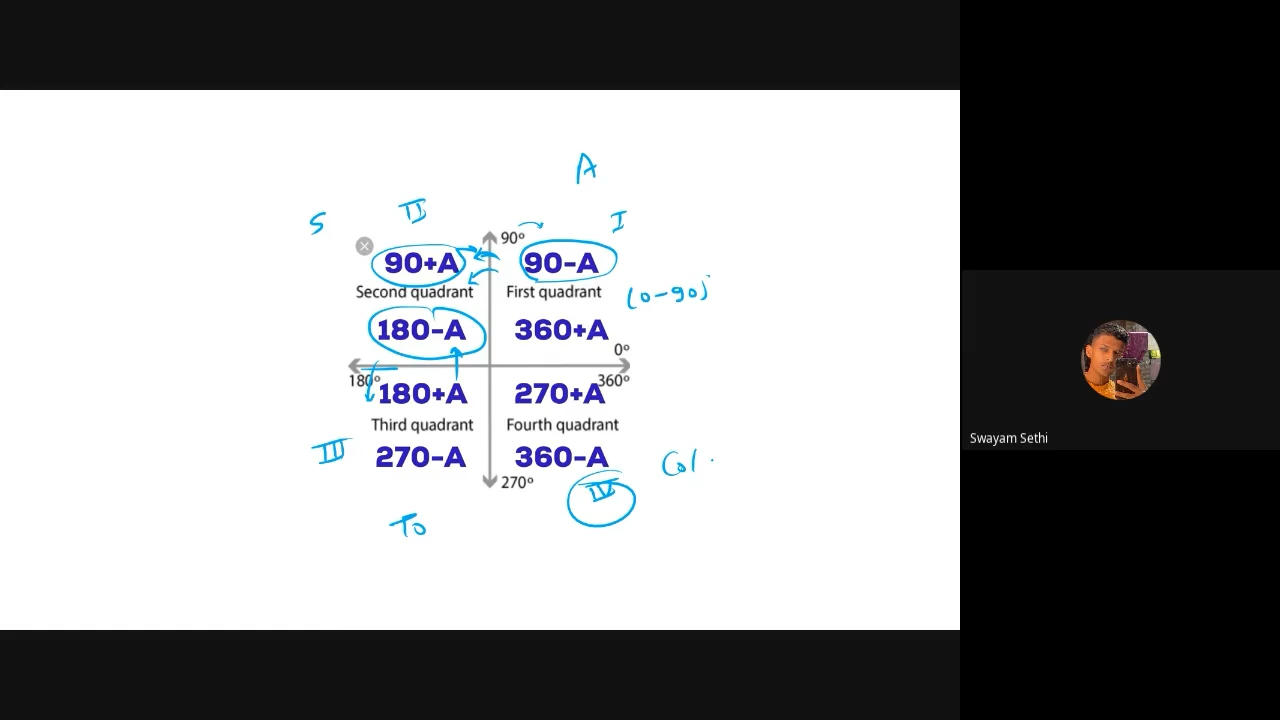 A
S
II
I
90°
90+A
90-A
Second quadrant
First quadrant
(0-90)
180-A
360+A
0°
180°
360°
180+A
270+A
Third quadrant
Fourth quadrant
III
270-A
360-A
Col.
270°
IV
To
Swayam Sethi